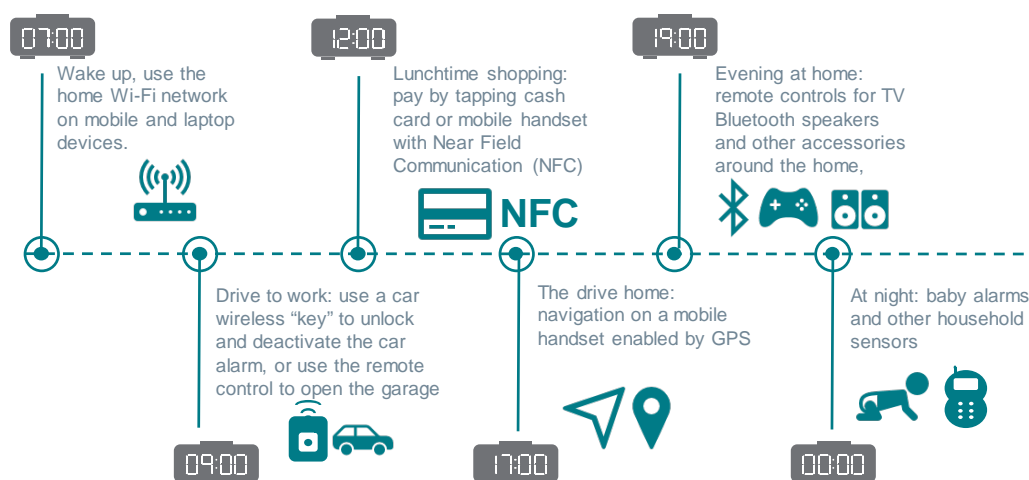 07:00
Wake up, use the
home Wi-Fi network
on mobile and laptop
devices.
12:00
Lunchtime shopping:
pay by tapping cash
card or mobile handset
with Near Field
Communication (NFC)
NFC
19:00
Evening at home:
remote controls for TV
Bluetooth speakers
and other accessories
around the home,
Drive to work: use a car
wireless “key” to unlock
and deactivate the car
alarm, or use the remote
control to open the garage
09:00
The drive home:
navigation on a mobile
handset enabled by GPS
17:00
At night: baby alarms
and other household
sensors
00:00